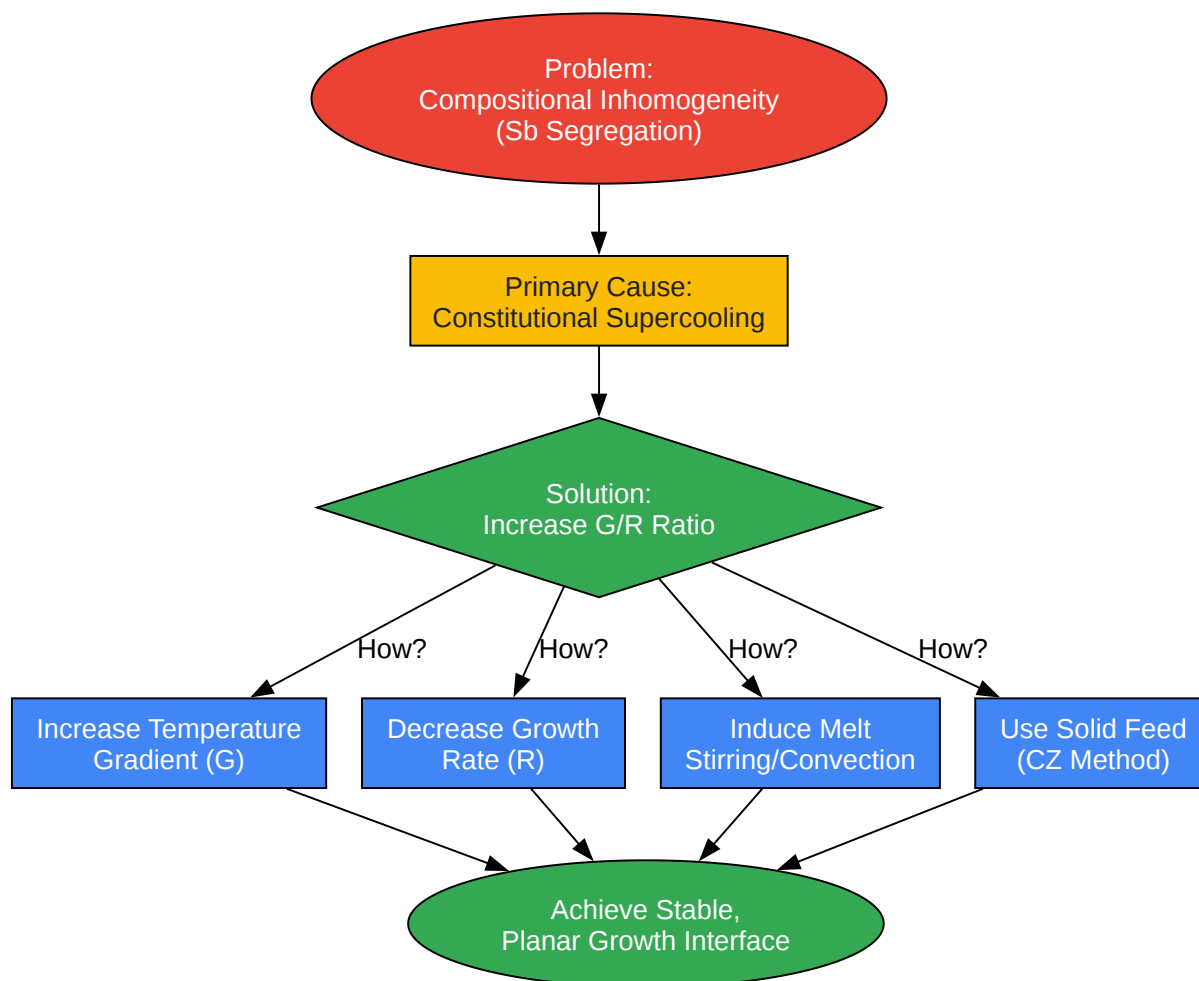 Problem:
Compositional Inhomogeneity
(Sb Segregation)
Primary Cause:
Constitutional Supercooling
Solution:
Increase G/R Ratio
How?
How?
How?
How?
Increase Temperature
Gradient (G)
Decrease Growth
Rate (R)
Induce Melt
Stirring/Convection
Use Solid Feed
(CZ Method)
Achieve Stable,
Planar Growth Interface